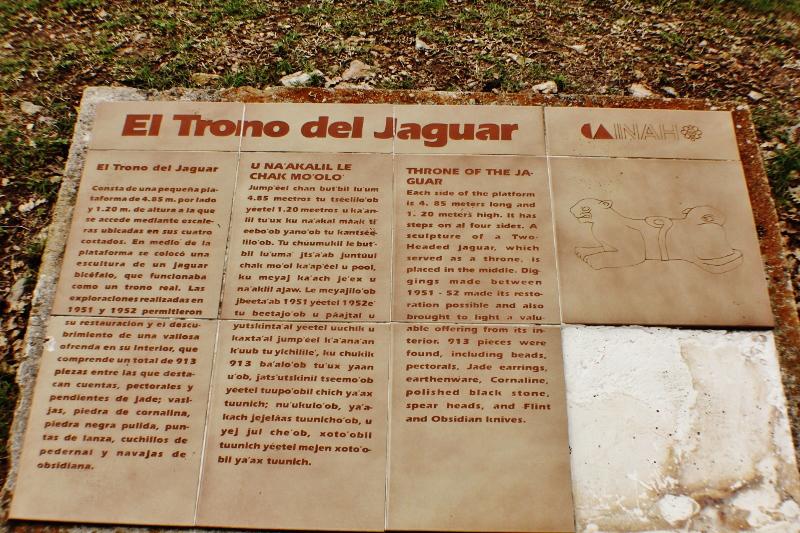 El Trono del Jaguar
CA INAH
El Trono del Jaguar
Consta de una pequeña pla-
taforma de 4.85 m. por lado
y 1.20 m. de altura a la que
se accede mediante escale-
ras ubicadas en sus cuatro
costados. En medio de la
plataforma se colocó una
escultura de un jaguar
bicéfalo, que funcionaba
como un trono real. Las
exploraciones realizadas en
1951 y 1952 permitieron
su restauración y el descu-
brimiento de una valiosa
ofrenda en su interior, que
comprende un total de 913
piezas entre las que desta-
can cuentas, pectorales y
pendientes de jade; vasi-
jas, piedra de cornalina,
piedra negra pulida, pun-
tas de lanza, cuchillos de
pedernal y navajas de
obsidiana.
U NA'AKALIL LE
CHAK MO'OLO'
Jump'éel chan but'bil lu'um
4.85 meetros tu tséelilo'ob
yéetel 1.20 meetros u ka'an-
lil tu'ux ku na'akal máak ti'
eebo'ob yano'ob tu kantsée-
lilo'ob. Tu chuumukil le but'-
bil lu'uma' jts'a'ab juntúul
chak mo'ol ka'ap'éel u pool,
ku meyaj ka'ach je'ex u
na'aklil ajaw. Le meyajilo'ob
jbeeta'ab 1951 yéetel 1952e'
tu beetajo'ob u páajtal u
yutskinta'al yéetel uuchik u
kaxta'al jump'éel k'a'ana'an
k'uub tu yichilile', ku chukik
913 ba'alo'ob tu'ux yaan
u'ob, jats'utskinil tseemo'ob
yéetel tuupo'obil chich ya'ax
tuunich; nu'ukulo'ob, ya'a-
kach jejeláas tuunicho'ob, u
yej jul che'ob, xoto'obil
tuunich yéetel mejen xoto'o-
bil ya'ax tuunich.
THRONE OF THE JA-
GUAR
Each side of the platform
is 4. 85 meters long and
1. 20 meters high. It has
steps on al four sides. A
sculpture of a Two-
Headed jaguar, which
served as a throne, is
placed in the middle. Dig-
gings made between
1951 - 52 made its resto-
ration possible and also
brought to light a valu-
able offering from its in-
terior. 913 pieces were
found, including beads,
pectorals, Jade earrings,
earthenware, Cornaline,
polished black stone,
spear heads, and Flint
and Obsidian knives.